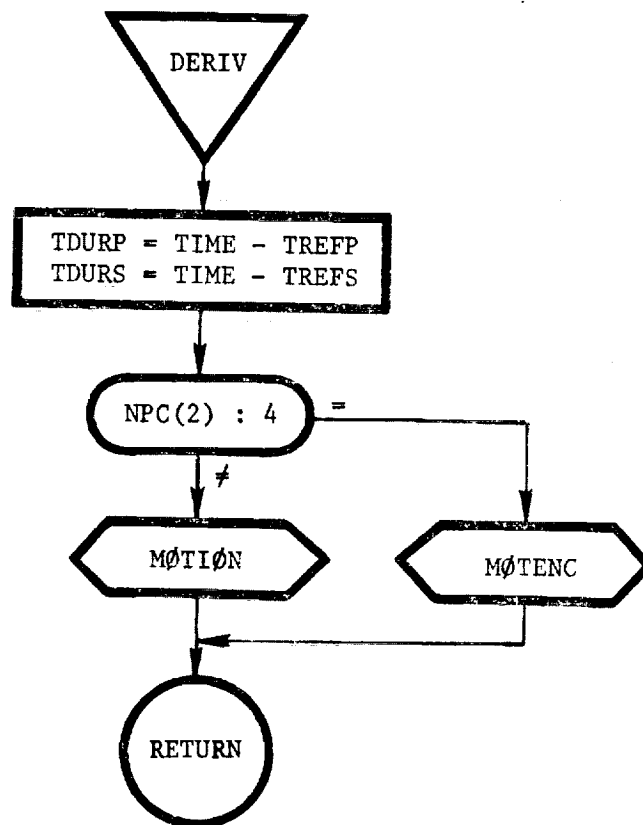 DERIV
TDURP = TIME - TREFP
TDURS = TIME - TREFS
NPC(2) : 4
=
≠
MØTIØN
MØTENC
RETURN